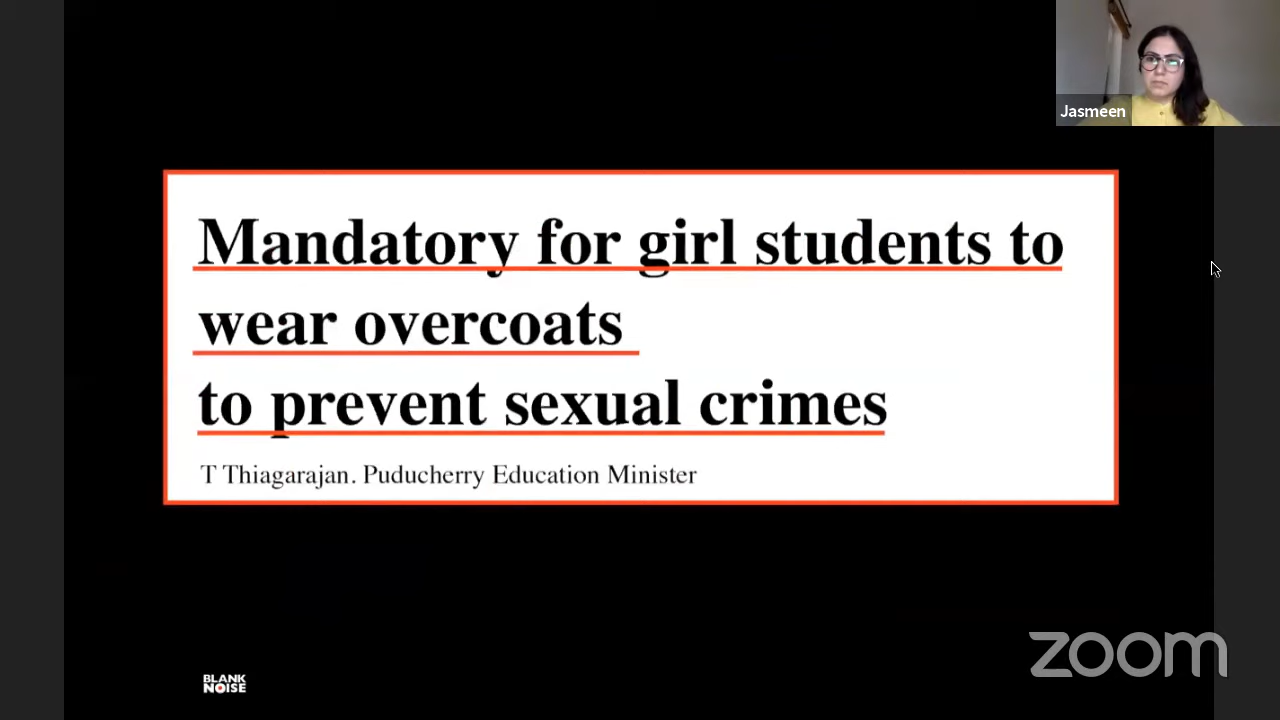 Jasmeen
Mandatory for girl students to
wear overcoats
to prevent sexual crimes
T Thiagarajan. Puducherry Education Minister
zoom
BLANK
NOISE